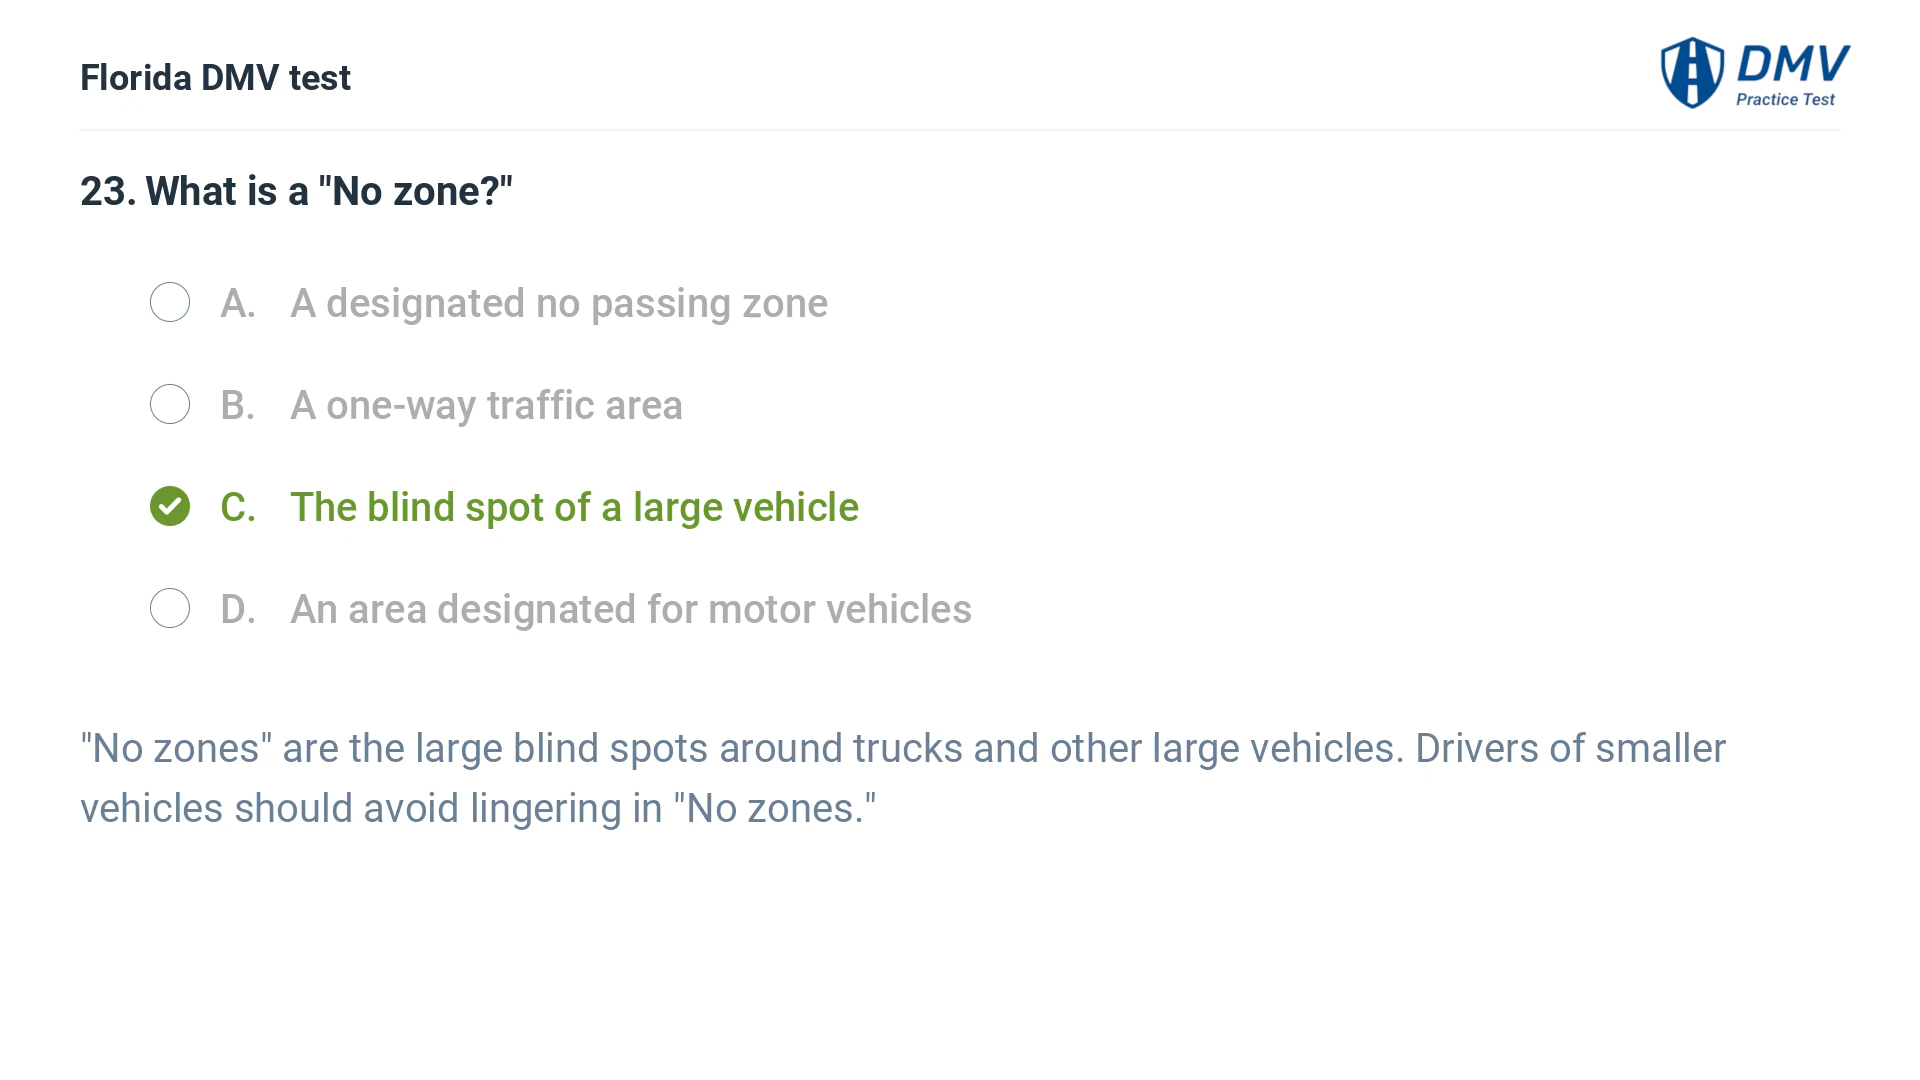 Florida DMV test
DMV
Practice Test
23. What is a "No zone?"
A. A designated no passing zone
B. A one-way traffic area
C. The blind spot of a large vehicle
D. An area designated for motor vehicles
"No zones" are the large blind spots around trucks and other large vehicles. Drivers of smaller
vehicles should avoid lingering in "No zones."